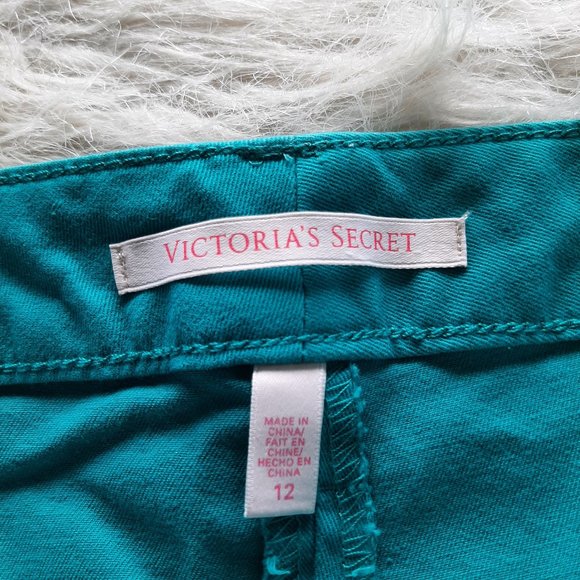 VICTORIA'S SECRET
MADE IN
CHINA/
FAIT EN
CHINE/
HECHO EN
CHINA
12